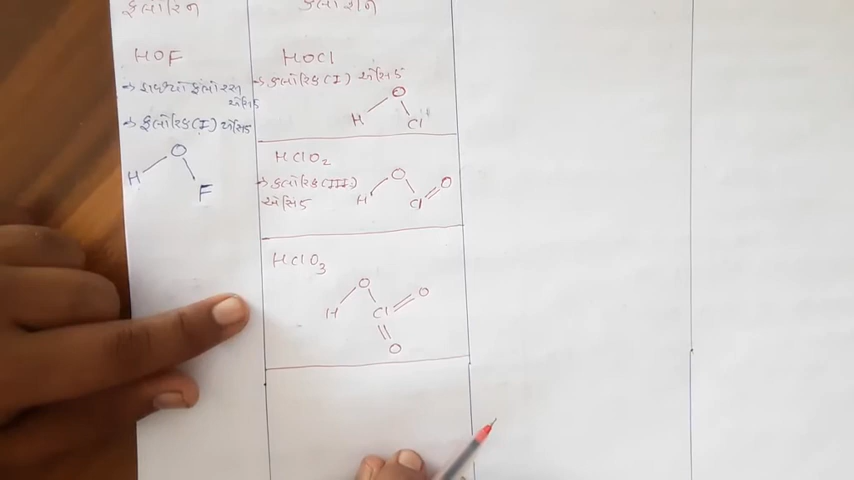 ફ્લોરિન
ક્લોરિન
HOF
→ હાઇપોફ્લોરસ
એસિડ
→ ફ્લોરિક(I) એસિડ
O
H
F
HOCl
→ ક્લોરિક(I) એસિડ
O
H
Cl
HClO2
→ ક્લોરિક(III)
એસિડ
O
O
H
Cl
HClO3
O
O
H
Cl
O